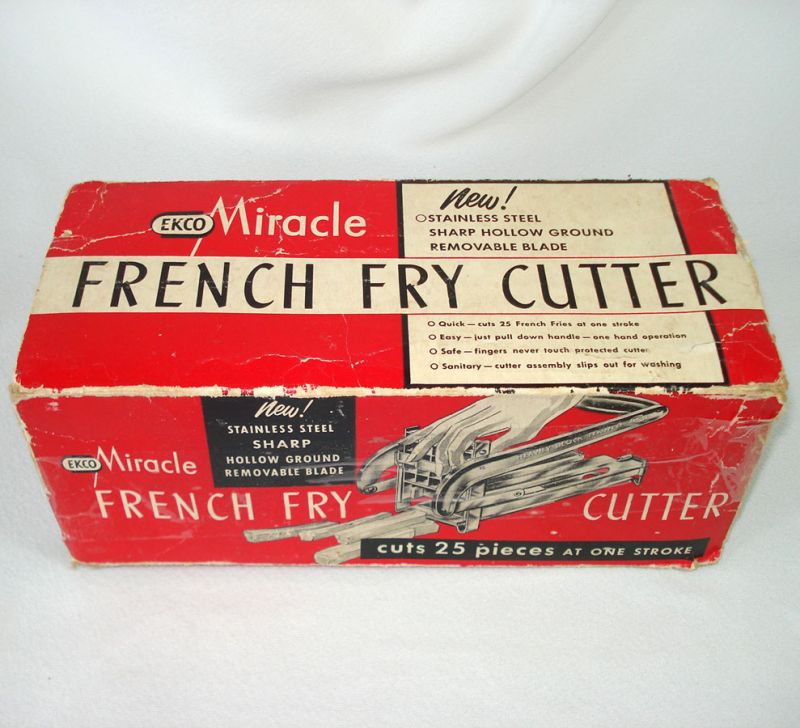 EKCO Miracle
FRENCH FRY CUTTER
New!
STAINLESS STEEL
SHARP HOLLOW GROUND
REMOVABLE BLADE
Quick — cuts 25 French Fries at one stroke
Easy — just pull down handle — one hand operation
Safe — fingers never touch protected cutter
Sanitary — cutter assembly slips out for washing
New!
STAINLESS STEEL
SHARP
HOLLOW GROUND
REMOVABLE BLADE
EKCO Miracle
FRENCH FRY CUTTER
cuts 25 pieces AT ONE STROKE